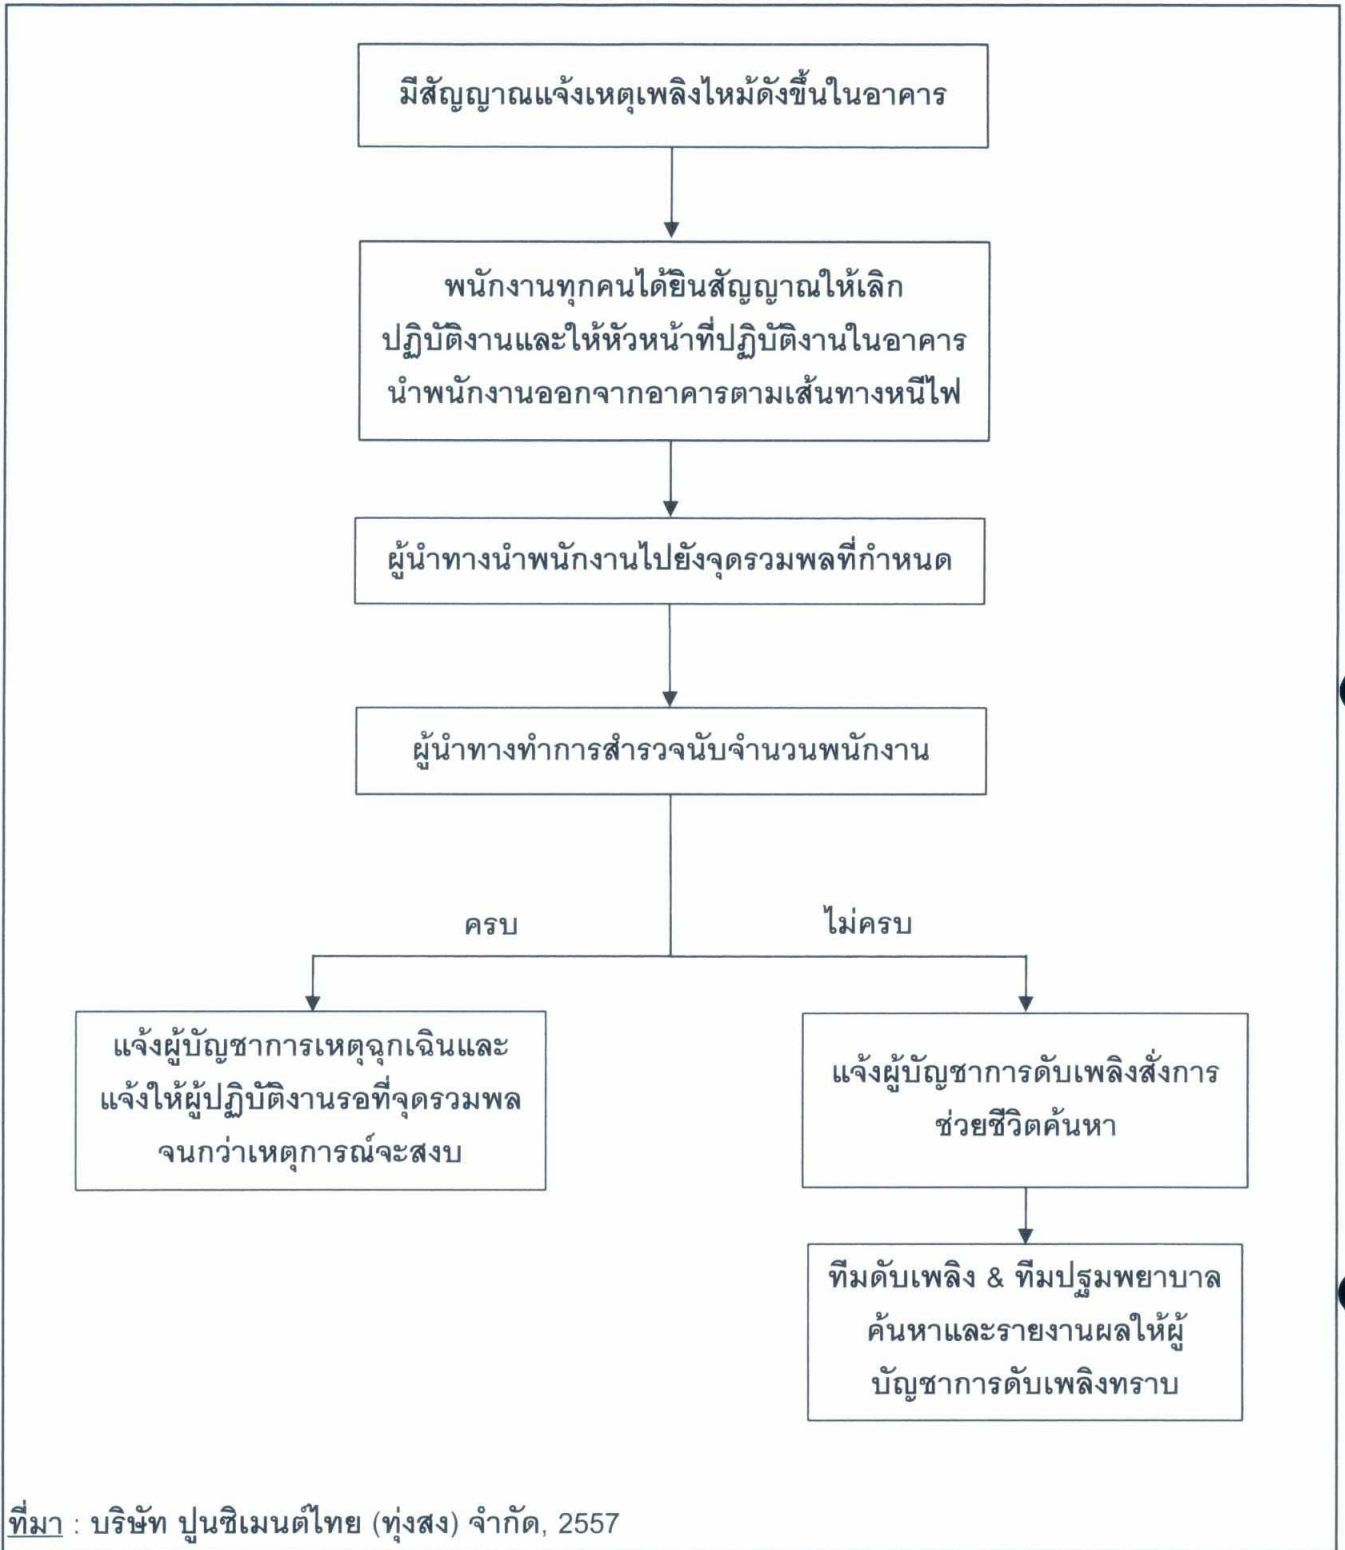 มีสัญญาณแจ้งเหตุเพลิงไหม้ดังขึ้นในอาคาร
พนักงานทุกคนได้ยินสัญญาณให้เลิก
ปฏิบัติงานและให้หัวหน้าที่ปฏิบัติงานในอาคาร
นำพนักงานออกจากอาคารตามเส้นทางหนีไฟ
ผู้นำทางนำพนักงานไปยังจุดรวมพลที่กำหนด
ผู้นำทางทำการสำรวจนับจำนวนพนักงาน
ครบ
ไม่ครบ
แจ้งผู้บัญชาการเหตุฉุกเฉินและ
แจ้งให้ผู้ปฏิบัติงานรอที่จุดรวมพล
จนกว่าเหตุการณ์จะสงบ
แจ้งผู้บัญชาการดับเพลิงสั่งการ
ช่วยชีวิตค้นหา
ทีมดับเพลิง & ทีมปฐมพยาบาล
ค้นหาและรายงานผลให้ผู้
บัญชาการดับเพลิงทราบ
ที่มา : บริษัท ปูนซิเมนต์ไทย (ทุ่งสง) จำกัด, 2557